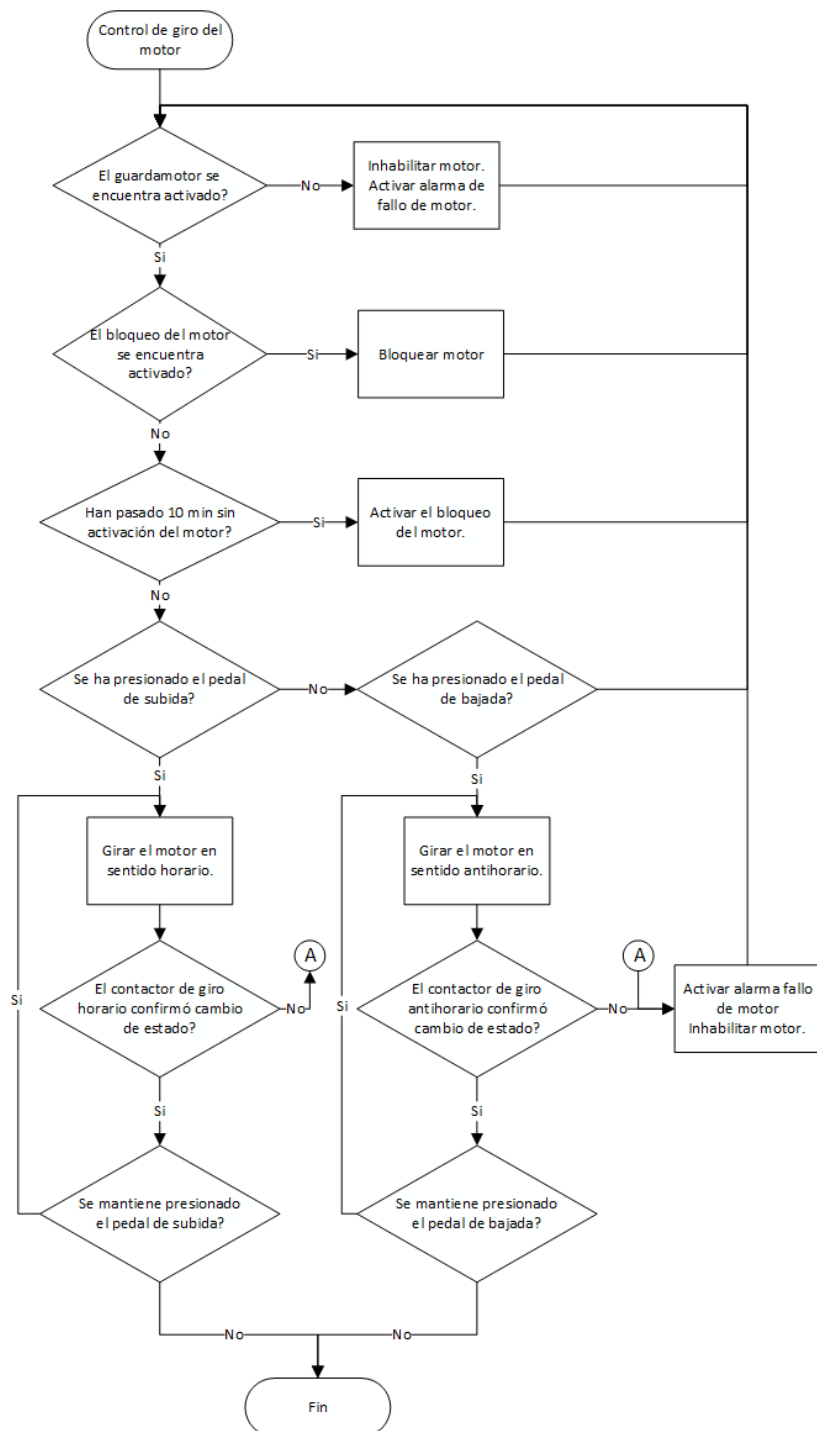 Control de giro del
motor
El guardamotor se
encuentra activado?
No
Inhabilitar motor.
Activar alarma de
fallo de motor.
Si
El bloqueo del motor
se encuentra
activado?
Si
Bloquear motor
No
Han pasado 10 min sin
activación del motor?
Si
Activar el bloqueo
del motor.
No
Se ha presionado el pedal
de subida?
No
Se ha presionado el pedal
de bajada?
Si
Si
Girar el motor en
sentido horario.
Girar el motor en
sentido antihorario.
A
A
Si
El contactor de giro
horario confirmó cambio
de estado?
No
Si
El contactor de giro
antihorario confirmó
cambio de estado?
No
Activar alarma fallo
de motor
Inhabilitar motor.
Si
Si
Se mantiene presionado
el pedal de subida?
Se mantiene presionado
el pedal de bajada?
No
No
Fin